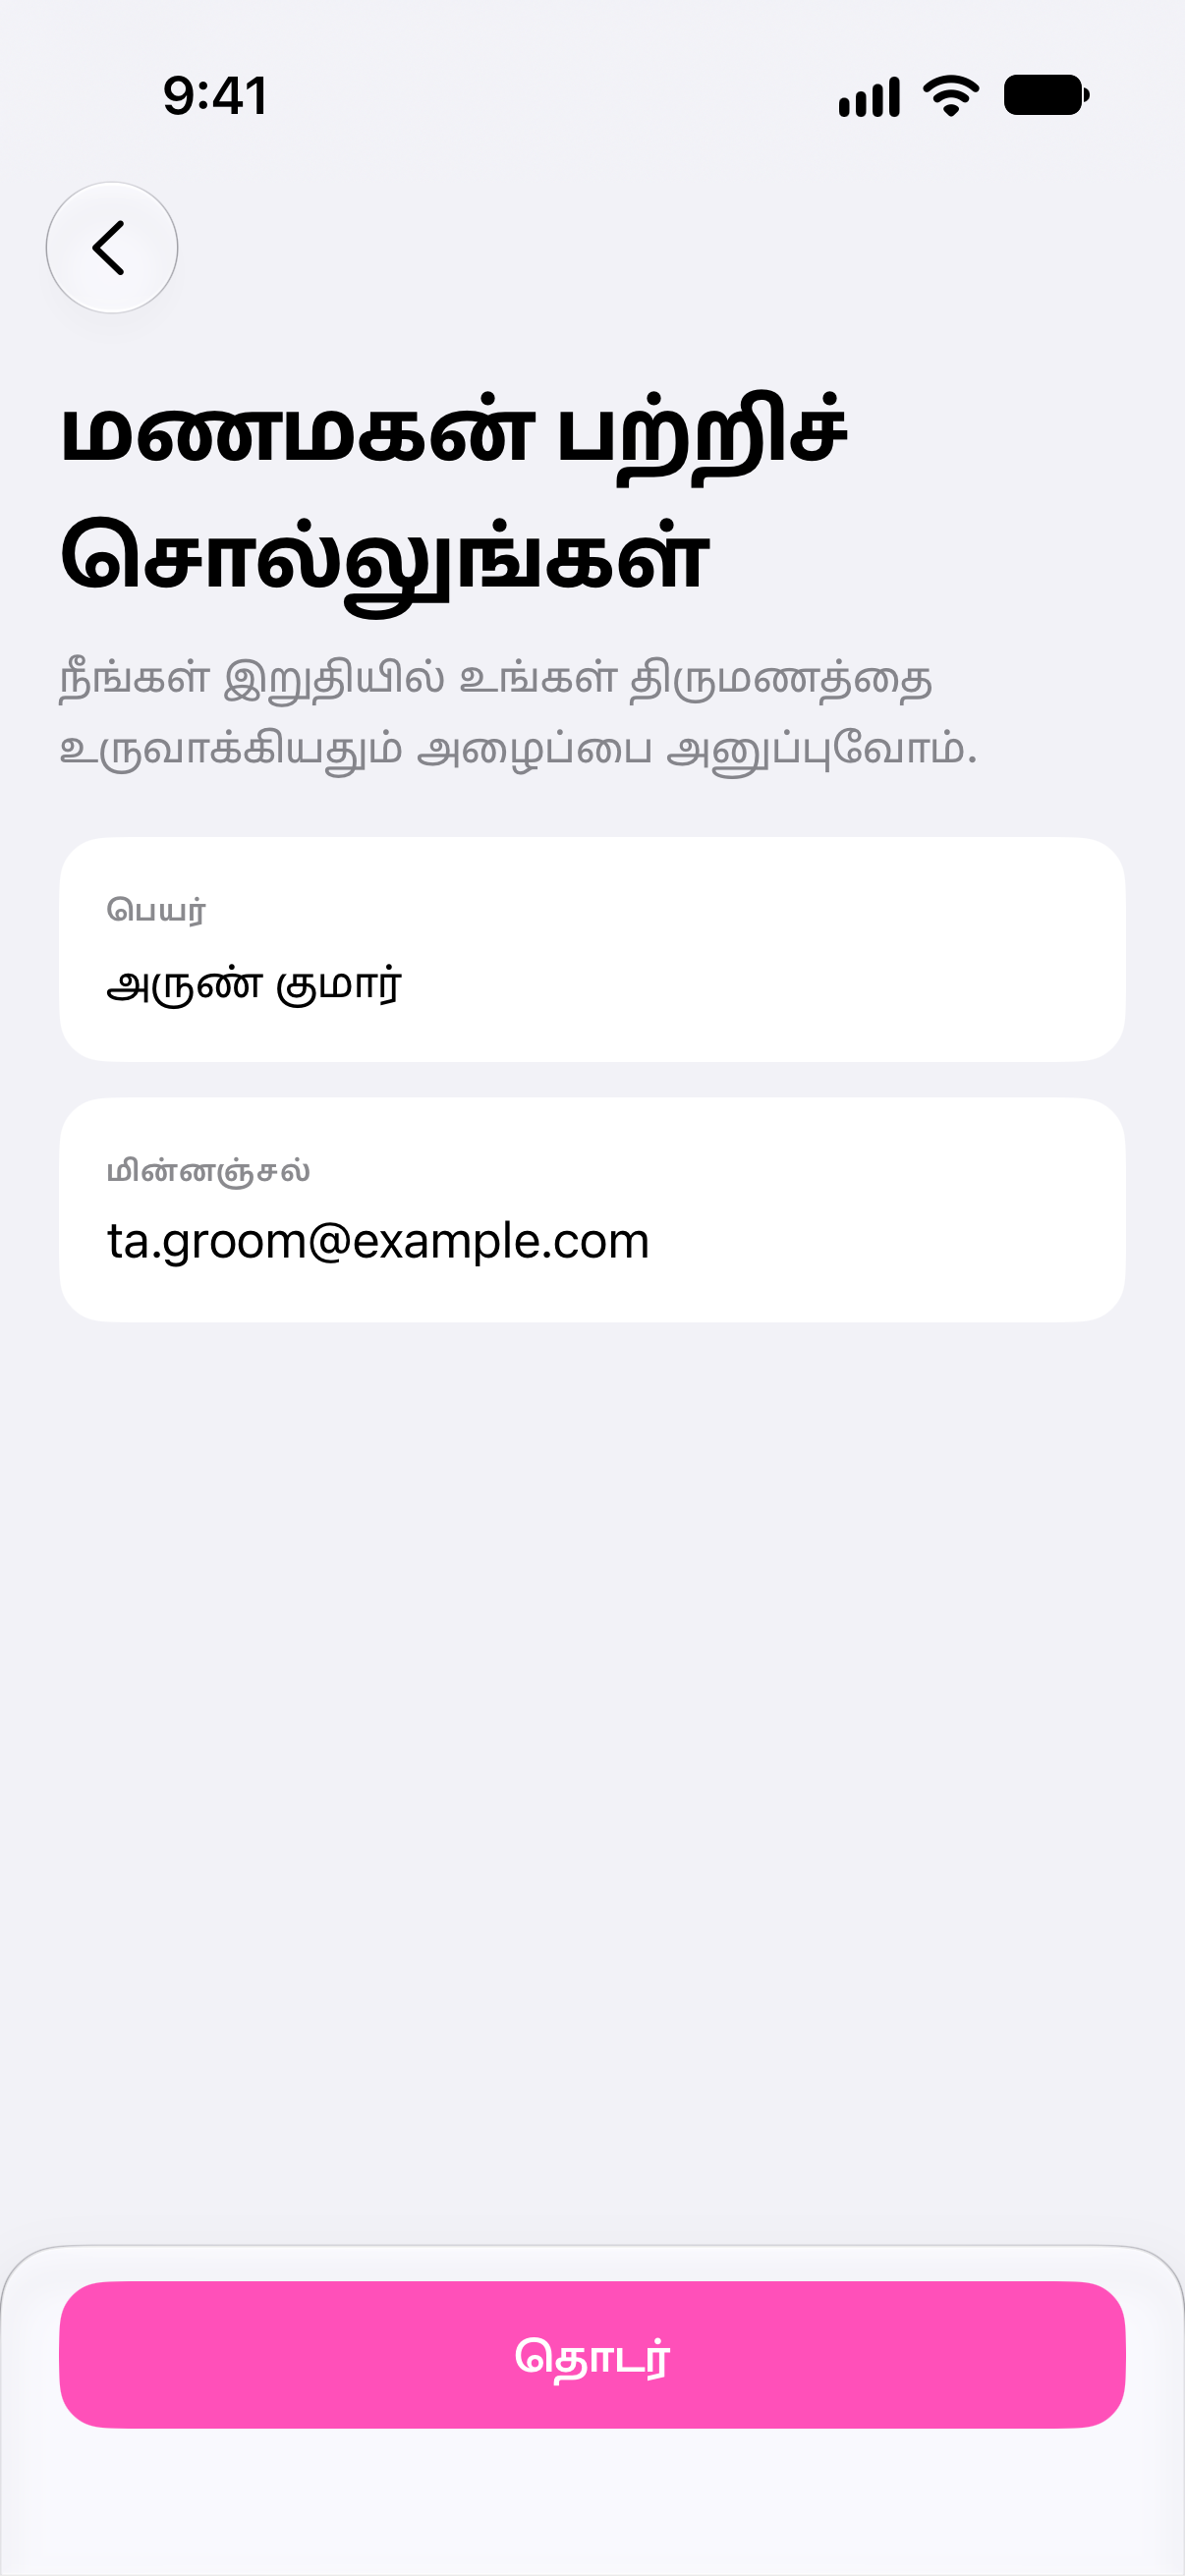 9:41
மணமகன் பற்றிச்
சொல்லுங்கள்
நீங்கள் இறுதியில் உங்கள் திருமணத்தை
உருவாக்கியதும் அழைப்பை அனுப்புவோம்.
பெயர்
அருண் குமார்
மின்னஞ்சல்
ta.groom@example.com
தொடர்